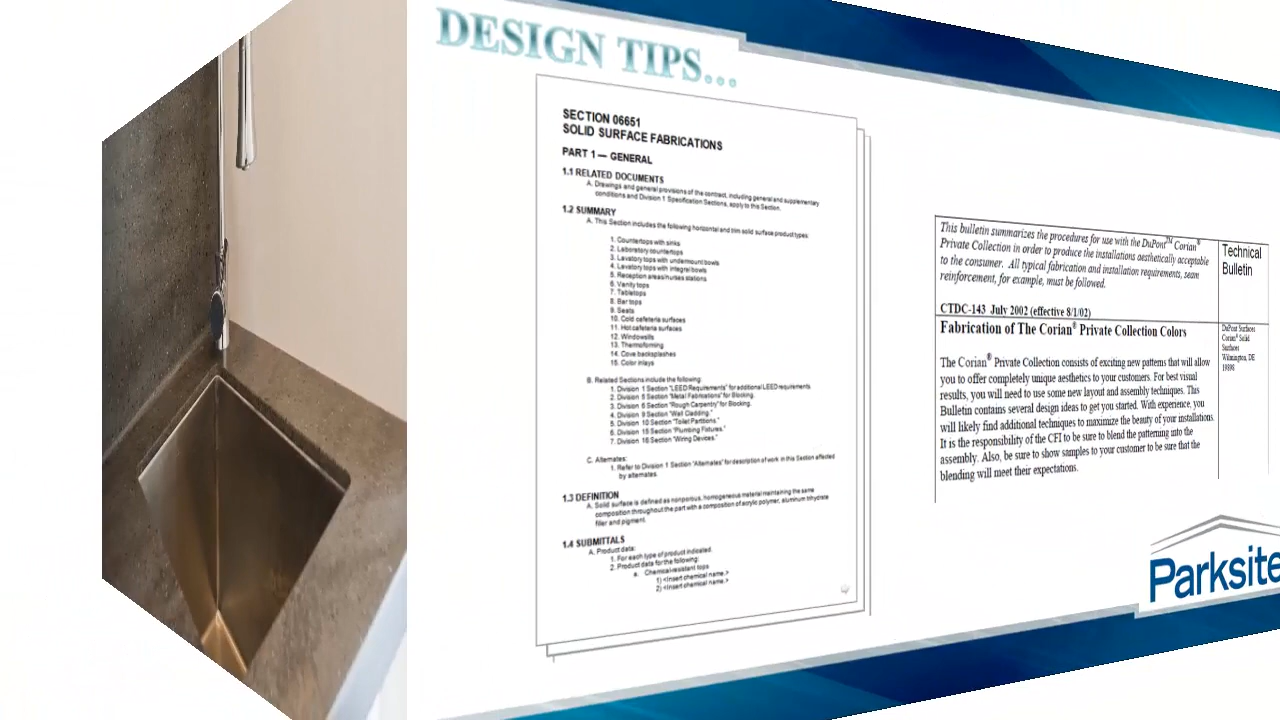 DESIGN TIPS...
SECTION 06651
SOLID SURFACE FABRICATIONS
PART 1 — GENERAL
1.1 RELATED DOCUMENTS
A. Drawings and general provisions of the contract, including general and supplementary
conditions and Division 1 Specification Sections, apply to this Section.
1.2 SUMMARY
A. This Section includes the following horizontal and trim solid surface product types:
1. Countertops with sinks
2. Laboratory countertops
3. Lavatory tops with undermount bowls
4. Lavatory tops with integral bowls
5. Reception areas/nurses stations
6. Vanity tops
7. Tabletops
8. Bar tops
9. Seats
10. Cold cafeteria surfaces
11. Hot cafeteria surfaces
12. Windowsills
13. Thermoforming
14. Cove backsplashes
15. Color inlays
B. Related Sections include the following:
1. Division 1 Section "LEED Requirements" for additional LEED requirements
2. Division 5 Section "Metal Fabrications" for Blocking.
3. Division 6 Section "Rough Carpentry" for Blocking.
4. Division 9 Section "Wall Cladding."
5. Division 10 Section "Toilet Partitions."
6. Division 15 Section "Plumbing Fixtures."
7. Division 16 Section "Wiring Devices."
C. Alternates:
1. Refer to Division 1 Section "Alternates" for description of work in this Section affected
by alternates.
1.3 DEFINITION
A. Solid surface is defined as nonporous, homogeneous material maintaining the same
composition throughout the part with a composition of acrylic polymer, aluminum trihydrate
filler and pigment.
1.4 SUBMITTALS
A. Product data:
1. For each type of product indicated.
2. Product data for the following:
a. Chemical-resistant tops
1) <Insert chemical name.>
2) <Insert chemical name.>
This bulletin summarizes the procedures for use with the DuPont™ Corian®
Private Collection in order to produce the installations aesthetically acceptable
to the consumer. All typical fabrication and installation requirements, seam
reinforcement, for example, must be followed.
CTDC-143 July 2002 (effective 8/1/02)
Technical
Bulletin
Fabrication of The Corian® Private Collection Colors
DuPont Surfaces
Corian® Solid
Surfaces
Wilmington, DE
19898
The Corian® Private Collection consists of exciting new patterns that will allow
you to offer completely unique aesthetics to your customers. For best visual
results, you will need to use some new layout and assembly techniques. This
Bulletin contains several design ideas to get you started. With experience, you
will likely find additional techniques to maximize the beauty of your installations.
It is the responsibility of the CFI to be sure to blend the patterning into the
assembly. Also, be sure to show samples to your customer to be sure that the
blending will meet their expectations.
Parksite